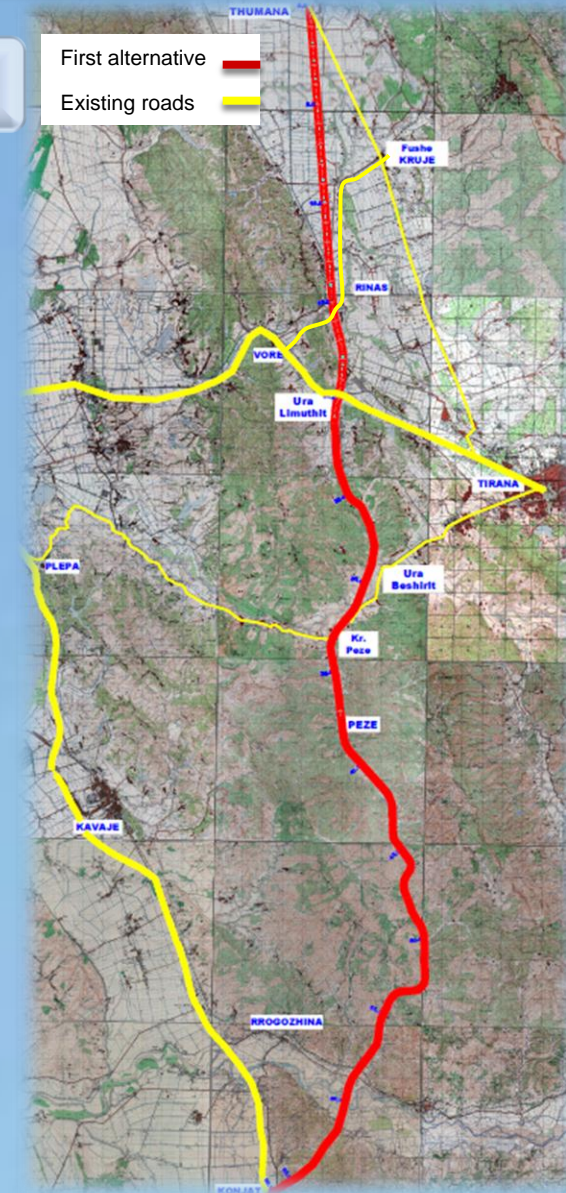 THUMANA
First alternative
Existing roads
Fushe
KRUJE
RINAS
VORE
Ura
Limuthit
TIRANA
PLEPA
Ura
Beshirit
Kr.
Peze
PEZE
KAVAJE
RROGOZHINA
KONJAT